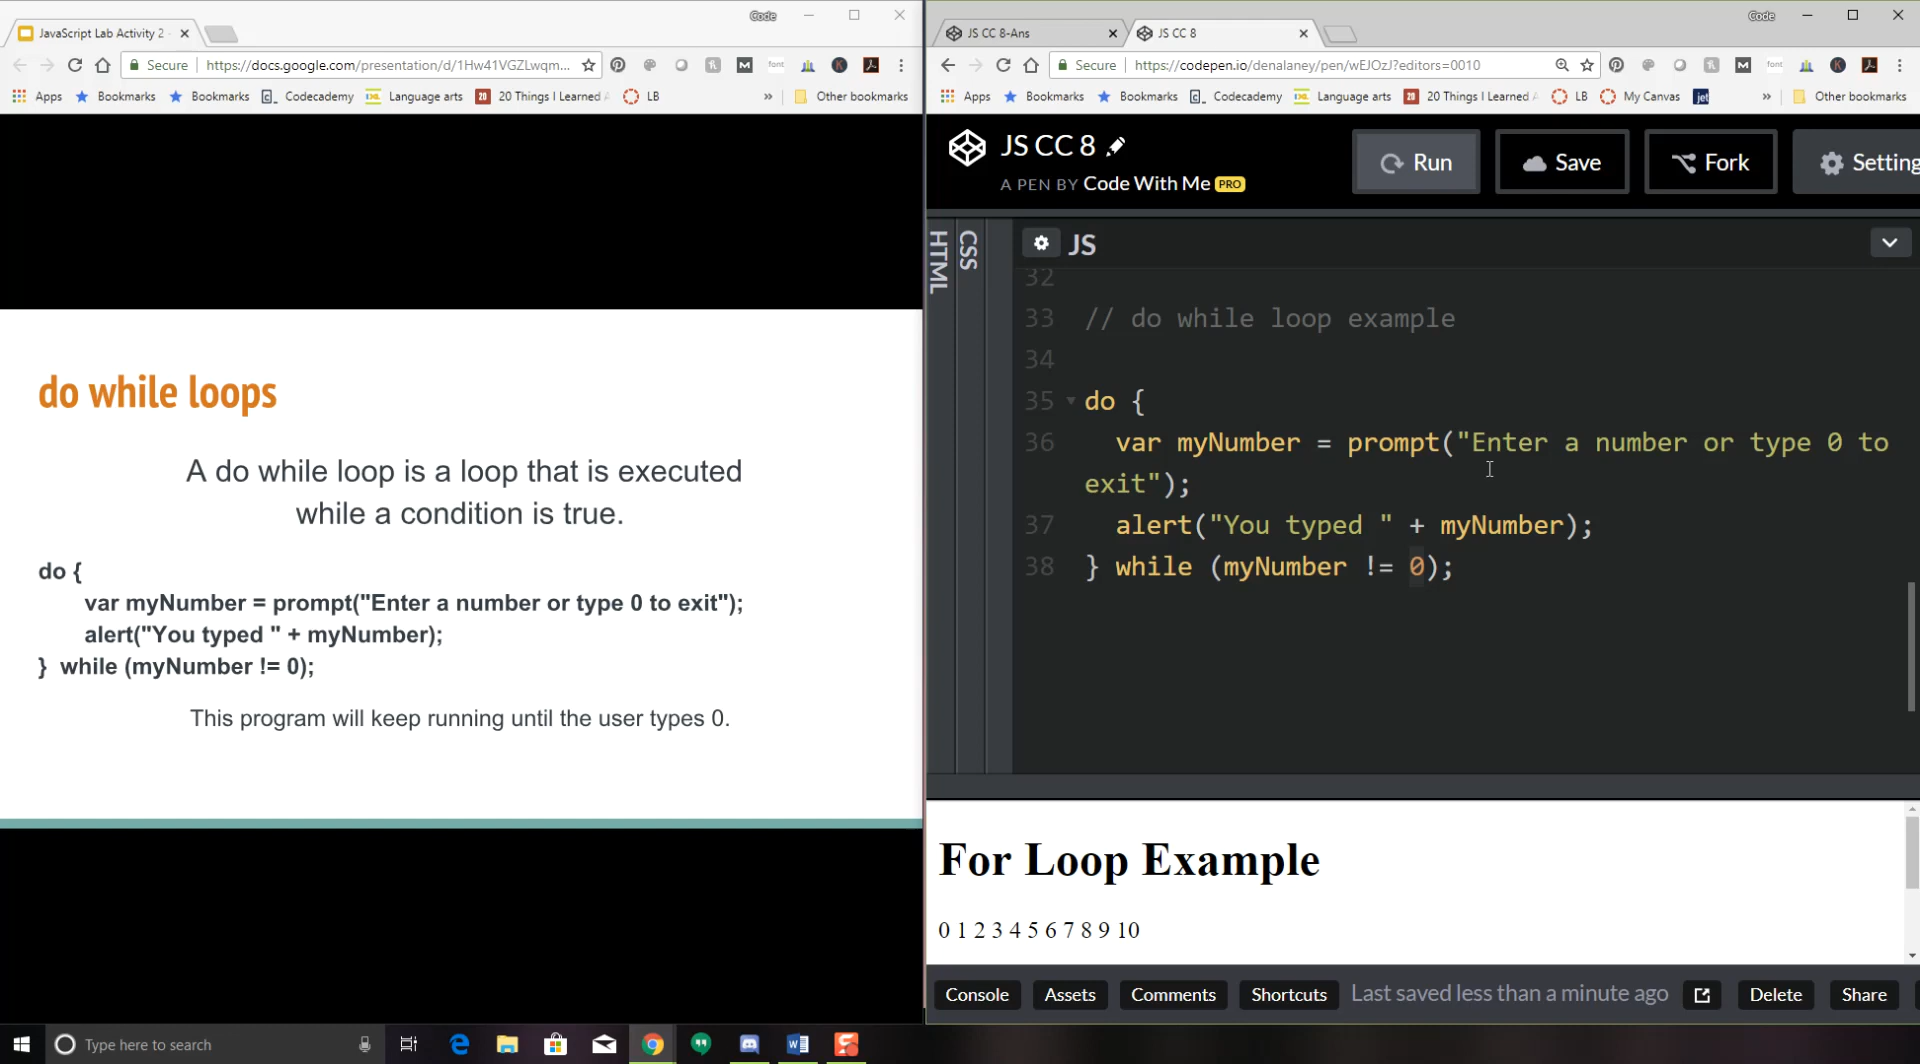 Code
JavaScript Lab Activity 2
Secure
https://docs.google.com/presentation/d/1Hw41VGZLwqm...
font
Apps
Bookmarks
Bookmarks
Codecademy
Language arts
20 Things I Learned
LB
»
Other bookmarks
do while loops
A do while loop is a loop that is executed
while a condition is true.
do {
var myNumber = prompt("Enter a number or type 0 to exit");
alert("You typed " + myNumber);
} while (myNumber != 0);
This program will keep running until the user types 0.
Code
JS CC 8-Ans
JS CC 8
Secure
https://codepen.io/denalaney/pen/wEJOzJ?editors=0010
font
Apps
Bookmarks
Bookmarks
Codecademy
Language arts
20 Things I Learned
LB
My Canvas
jet
»
Other bookmarks
JS CC 8
A PEN BY Code With Me PRO
Run
Save
Fork
Setting
HTML
CSS
JS
32
33 // do while loop example
34
35 do {
36 var myNumber = prompt("Enter a number or type 0 to
exit");
37 alert("You typed " + myNumber);
38 } while (myNumber != 0);
For Loop Example
0 1 2 3 4 5 6 7 8 9 10
Console
Assets
Comments
Shortcuts
Last saved less than a minute ago
Delete
Share
Type here to search